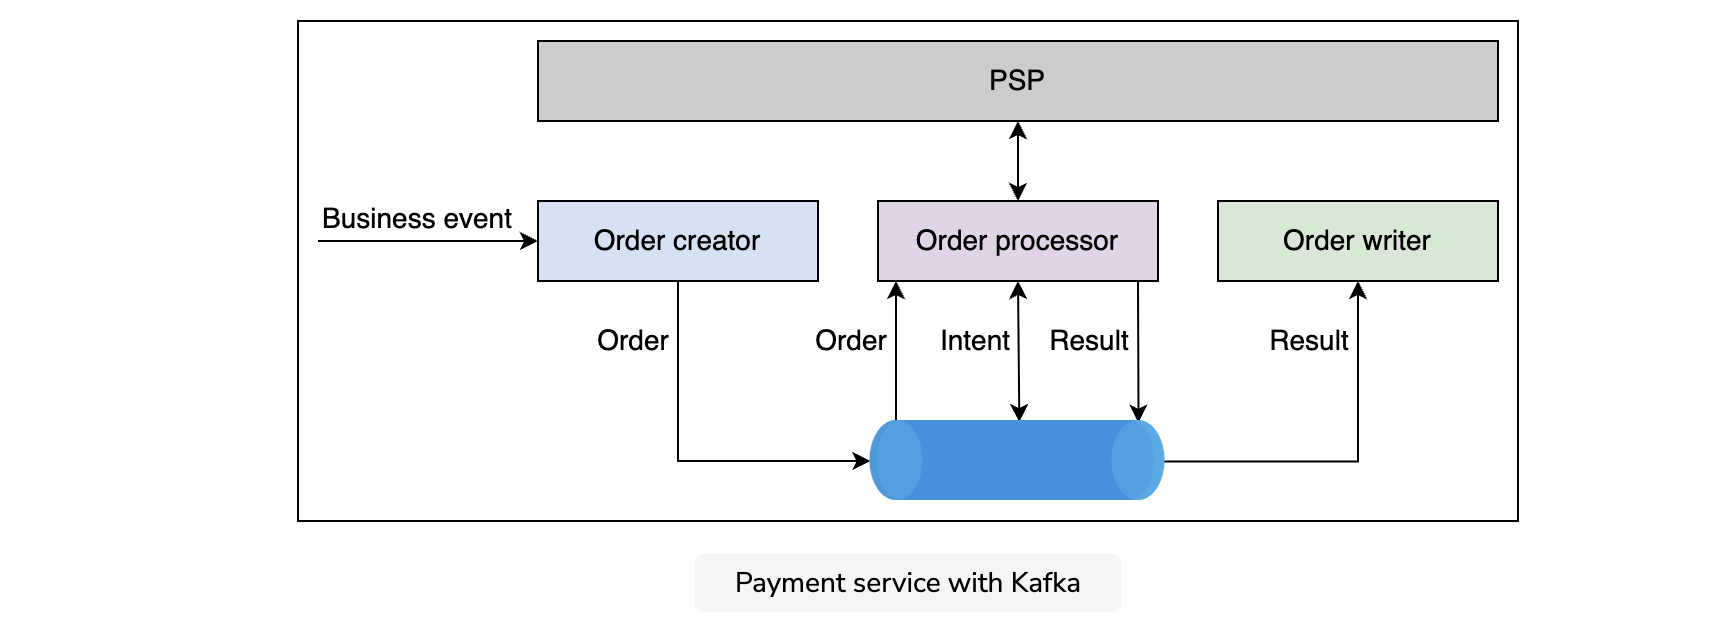 PSP
Business event
Order creator
Order processor
Order writer
Order
Order
Intent
Result
Result
Payment service with Kafka